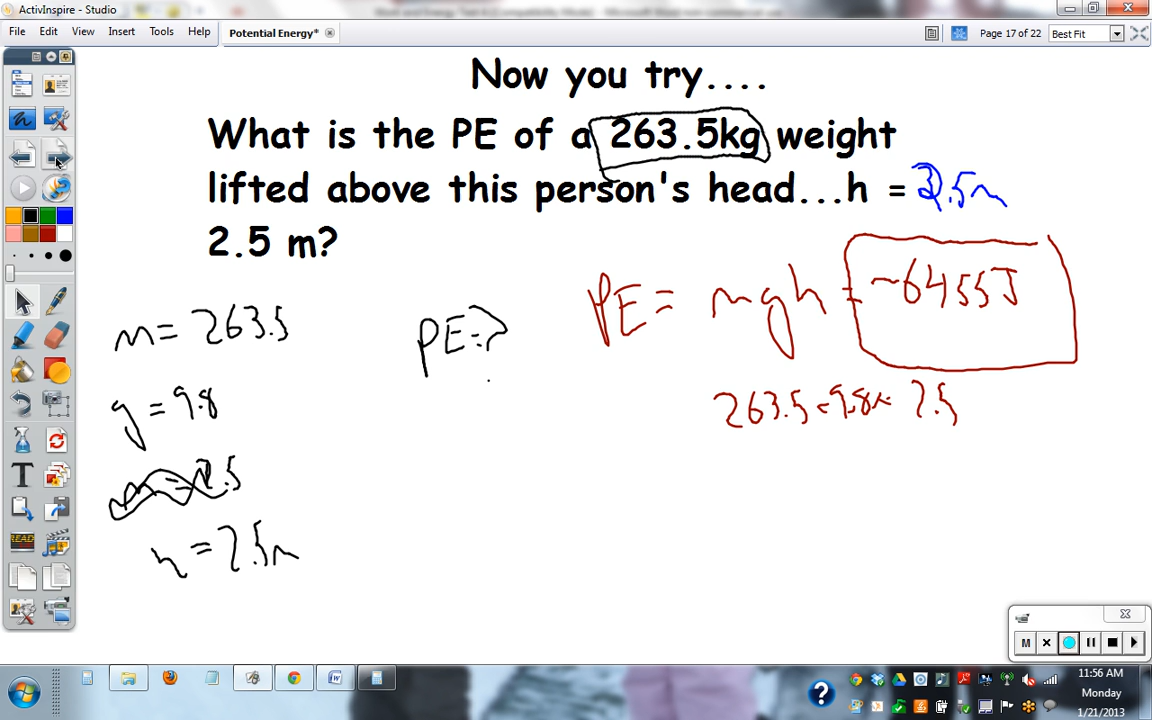 ActivInspire - Studio
File Edit View Insert Tools Help
Potential Energy*
Page 17 of 22
Best Fit
Now you try....
What is the PE of a 263.5kg weight
lifted above this person's head...h = 2.5m
2.5 m?
PE = mgh = ~6455J
263.5 × 9.8 × 2.5
m = 263.5
PE = ?
g = 9.8
= 2.5
h = 2.5m
READ
M
11:56 AM
Monday
1/21/2013